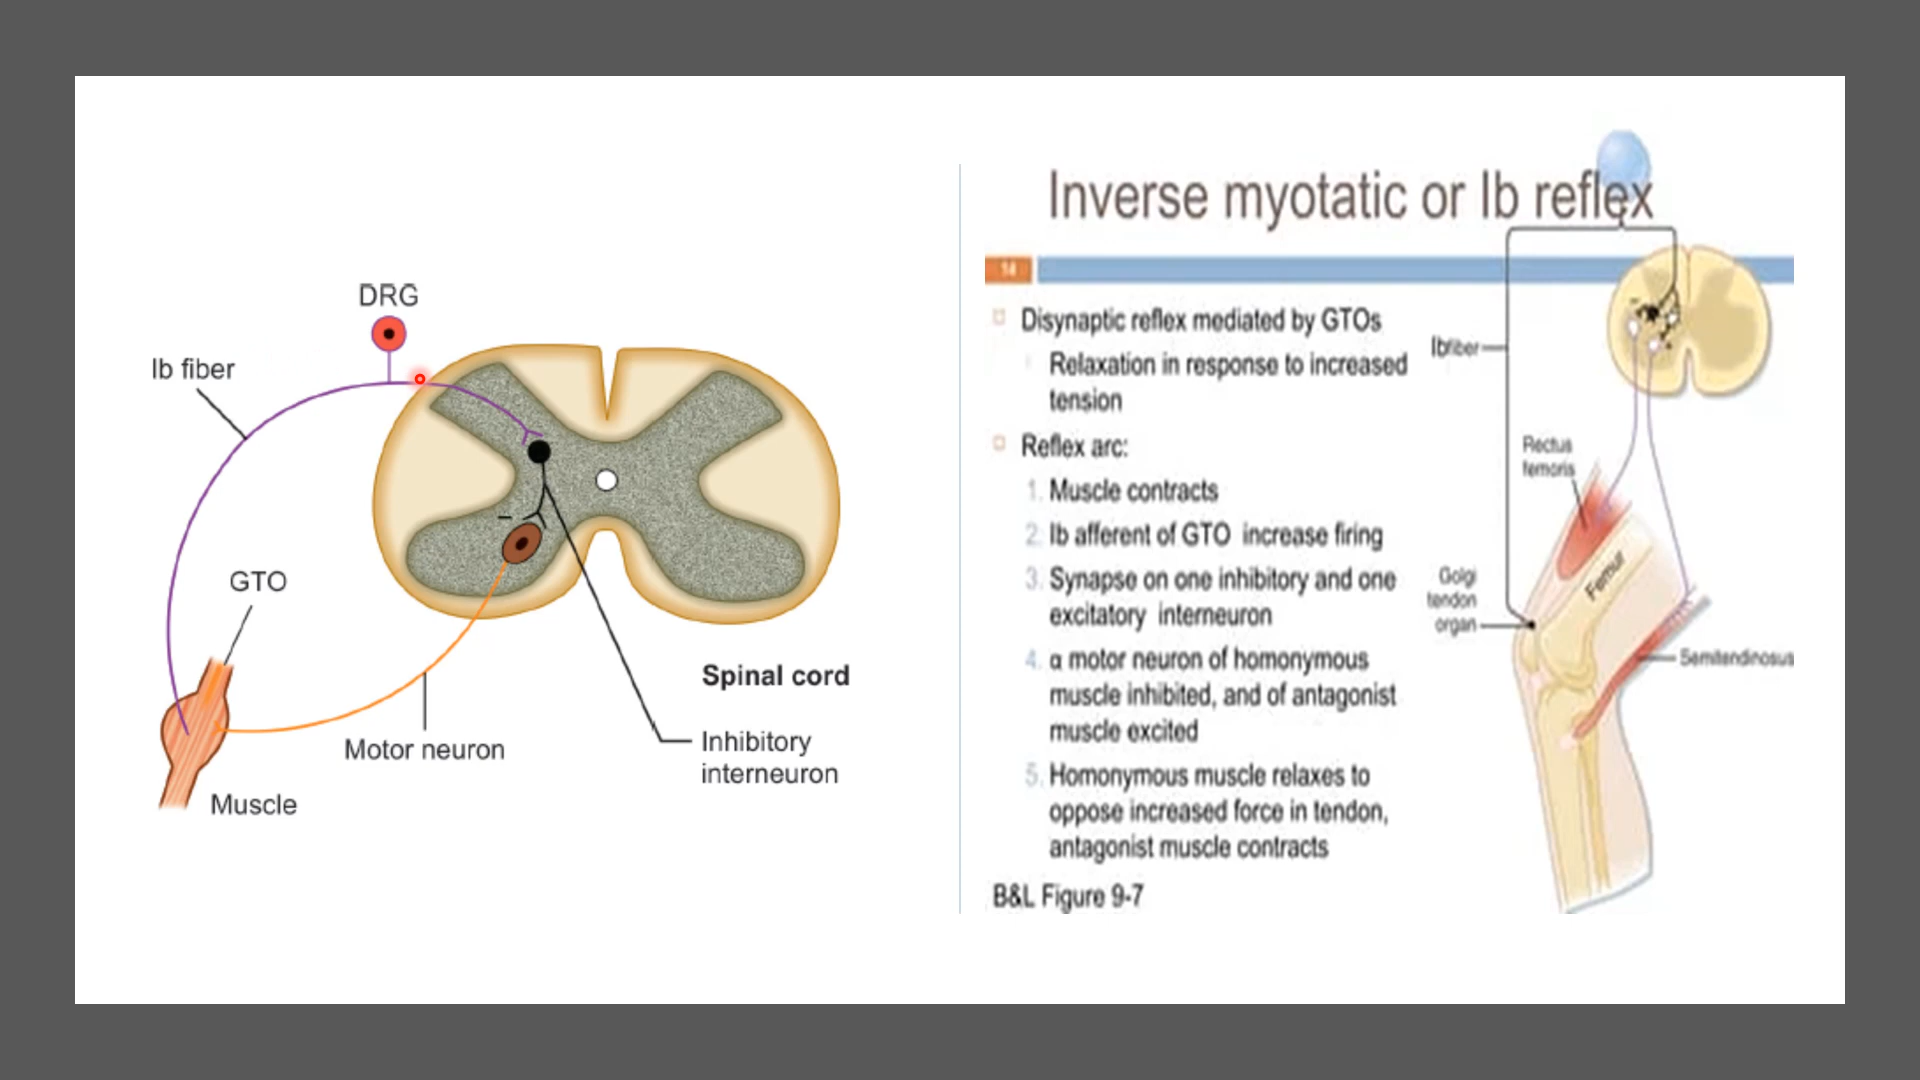 DRG
Ib fiber
GTO
–
Motor neuron
Muscle
Spinal cord
Inhibitory
interneuron
Inverse myotatic or Ib reflex
14
Disynaptic reflex mediated by GTOs
Relaxation in response to increased
tension
Reflex arc:
1. Muscle contracts
2. Ib afferent of GTO increase firing
3. Synapse on one inhibitory and one
excitatory interneuron
4. α motor neuron of homonymous
muscle inhibited, and of antagonist
muscle excited
5. Homonymous muscle relaxes to
oppose increased force in tendon,
antagonist muscle contracts
B&L Figure 9-7
Ibfiber
Rectus
femoris
Femur
Golgi
tendon
organ
Semitendinosus